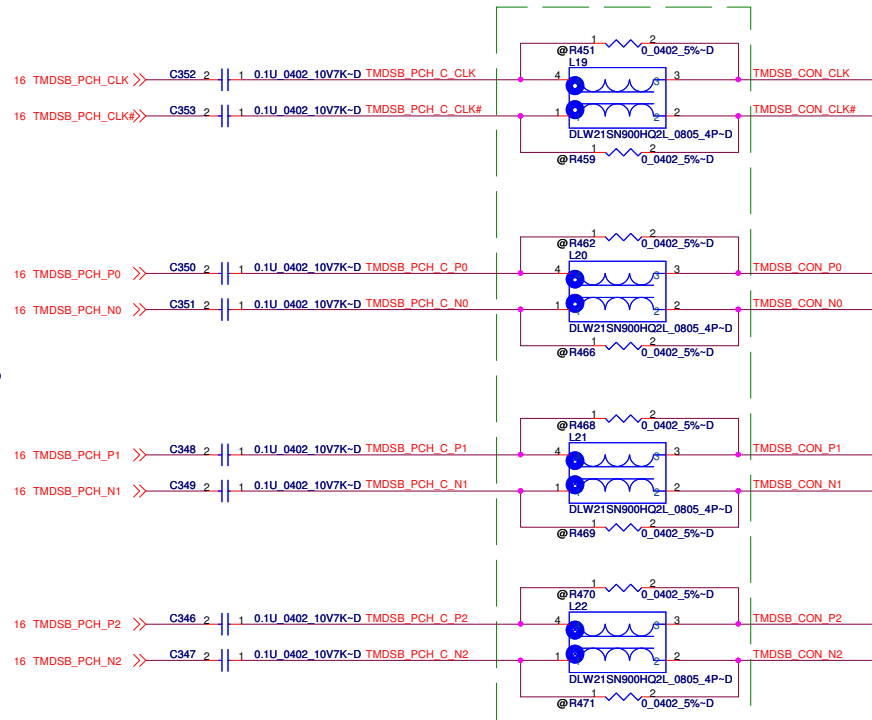 1 2
@R451 0_0402_5%~D
L19
16 TMDSB_PCH_CLK C352 2 1 0.1U_0402_10V7K~D TMDSB_PCH_C_CLK 4 3 3 TMDSB_CON_CLK
16 TMDSB_PCH_CLK# C353 2 1 0.1U_0402_10V7K~D TMDSB_PCH_C_CLK# 1 2 2 TMDSB_CON_CLK#
DLW21SN900HQ2L_0805_4P~D
1 2
@R459 0_0402_5%~D
1 2
@R462 0_0402_5%~D
L20
16 TMDSB_PCH_P0 C350 2 1 0.1U_0402_10V7K~D TMDSB_PCH_C_P0 4 3 3 TMDSB_CON_P0
16 TMDSB_PCH_N0 C351 2 1 0.1U_0402_10V7K~D TMDSB_PCH_C_N0 1 2 2 TMDSB_CON_N0
DLW21SN900HQ2L_0805_4P~D
1 2
@R466 0_0402_5%~D
1 2
@R468 0_0402_5%~D
L21
16 TMDSB_PCH_P1 C348 2 1 0.1U_0402_10V7K~D TMDSB_PCH_C_P1 4 3 3 TMDSB_CON_P1
16 TMDSB_PCH_N1 C349 2 1 0.1U_0402_10V7K~D TMDSB_PCH_C_N1 1 2 2 TMDSB_CON_N1
DLW21SN900HQ2L_0805_4P~D
1 2
@R469 0_0402_5%~D
1 2
@R470 0_0402_5%~D
L22
16 TMDSB_PCH_P2 C346 2 1 0.1U_0402_10V7K~D TMDSB_PCH_C_P2 4 3 3 TMDSB_CON_P2
16 TMDSB_PCH_N2 C347 2 1 0.1U_0402_10V7K~D TMDSB_PCH_C_N2 1 2 2 TMDSB_CON_N2
DLW21SN900HQ2L_0805_4P~D
1 2
@R471 0_0402_5%~D